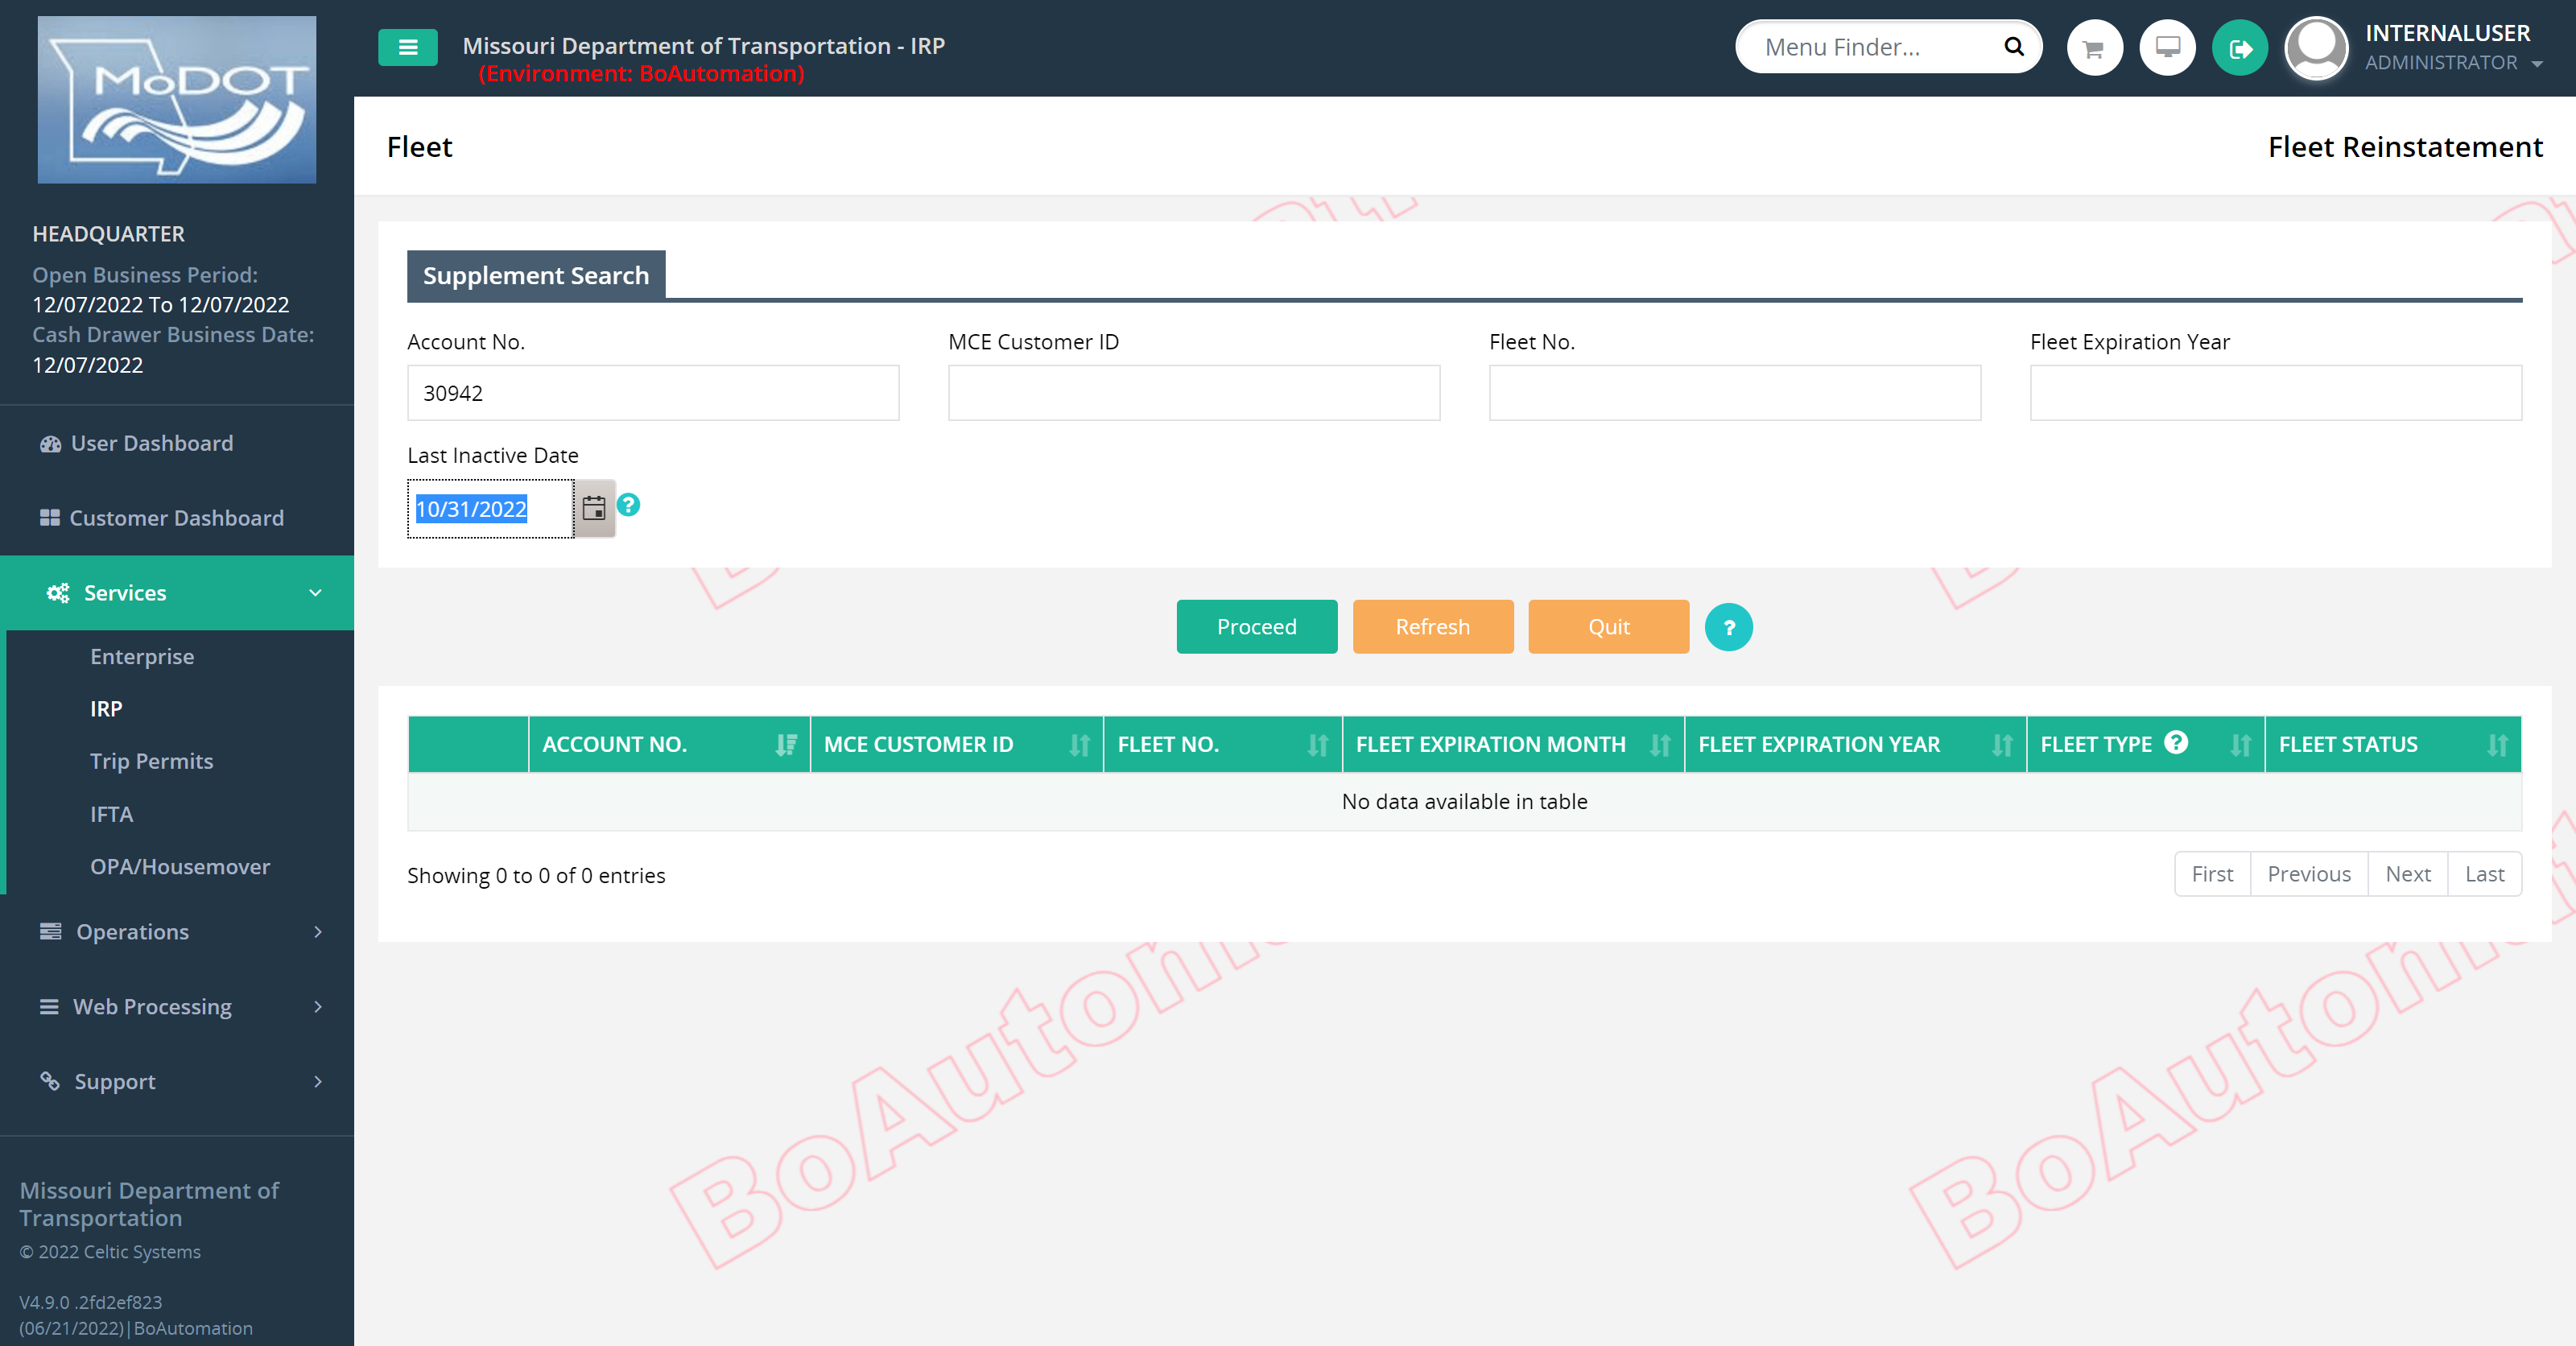 MoDOT
Missouri Department of Transportation - IRP
(Environment: BoAutomation)
Menu Finder...
INTERNALUSER
ADMINISTRATOR
HEADQUARTER
Open Business Period:
12/07/2022 To 12/07/2022
Cash Drawer Business Date:
12/07/2022
User Dashboard
Customer Dashboard
Services
Enterprise
IRP
Trip Permits
IFTA
OPA/Housemover
Operations
Web Processing
Support
Missouri Department of
Transportation
© 2022 Celtic Systems
V4.9.0 .2fd2ef823
(06/21/2022)|BoAutomation
Fleet
Fleet Reinstatement
Supplement Search
Account No.
MCE Customer ID
Fleet No.
Fleet Expiration Year
30942
Last Inactive Date
10/31/2022
?
Proceed
Refresh
Quit
?
ACCOUNT NO.
MCE CUSTOMER ID
FLEET NO.
FLEET EXPIRATION MONTH
FLEET EXPIRATION YEAR
FLEET TYPE ?
FLEET STATUS
No data available in table
Showing 0 to 0 of 0 entries
First
Previous
Next
Last
BoAutom
BoAutom